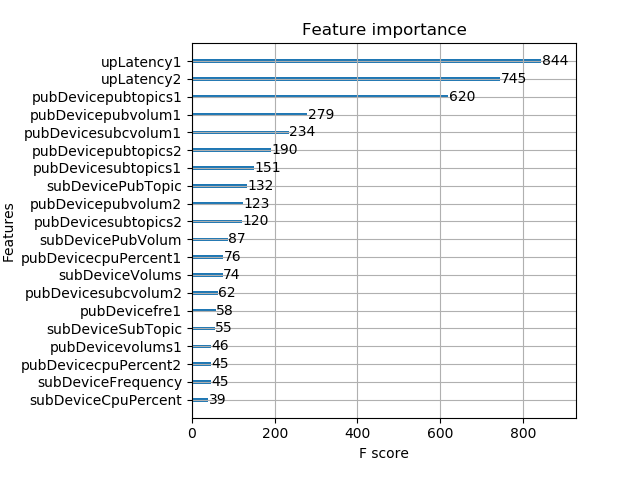 Feature importance
upLatency1 844
upLatency2 745
pubDevicepubtopics1 620
pubDevicepubvolum1 279
pubDevicesubcvolum1 234
pubDevicepubtopics2 190
pubDevicesubtopics1 151
subDevicePubTopic 132
pubDevicepubvolum2 123
pubDevicesubtopics2 120
subDevicePubVolum 87
pubDevicecpuPercent1 76
subDeviceVolums 74
pubDevicesubcvolum2 62
pubDevicefre1 58
subDeviceSubTopic 55
pubDevicevolums1 46
pubDevicecpuPercent2 45
subDeviceFrequency 45
subDeviceCpuPercent 39
Features
0 200 400 600 800
F score